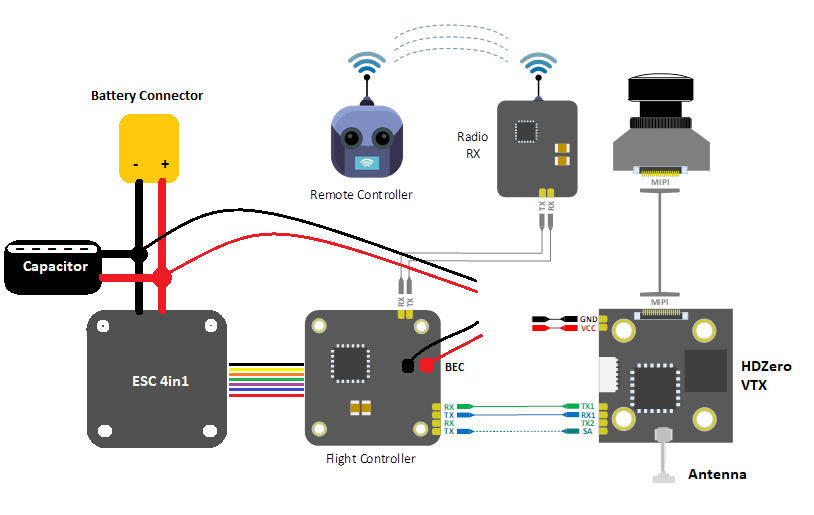 Battery Connector
- +
Radio
RX
TX
RX
Remote Controller
MIPI
Capacitor
MIPI
RX
TX
GND
VCC
ESC 4in1
BEC
HDZero
VTX
RX
TX
RX
TX
TX1
RX1
TX2
SA
Flight Controller
Antenna